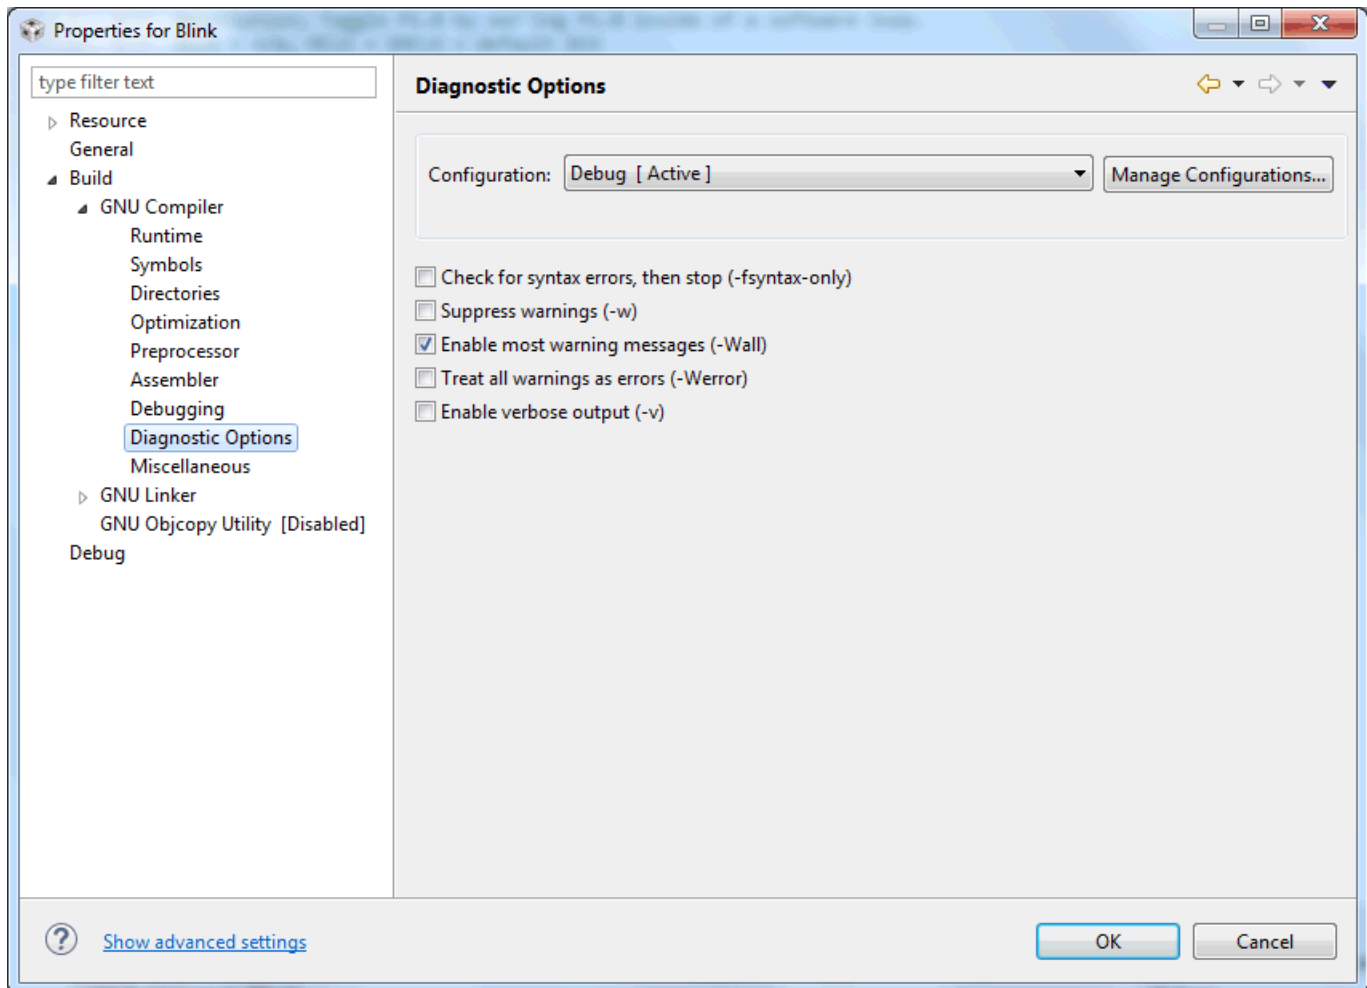 Properties for Blink
type filter text
Resource
General
Build
GNU Compiler
Runtime
Symbols
Directories
Optimization
Preprocessor
Assembler
Debugging
Diagnostic Options
Miscellaneous
GNU Linker
GNU Objcopy Utility [Disabled]
Debug
Diagnostic Options
Configuration: Debug [ Active ] Manage Configurations...
Check for syntax errors, then stop (-fsyntax-only)
Suppress warnings (-w)
Enable most warning messages (-Wall)
Treat all warnings as errors (-Werror)
Enable verbose output (-v)
Show advanced settings
OK Cancel